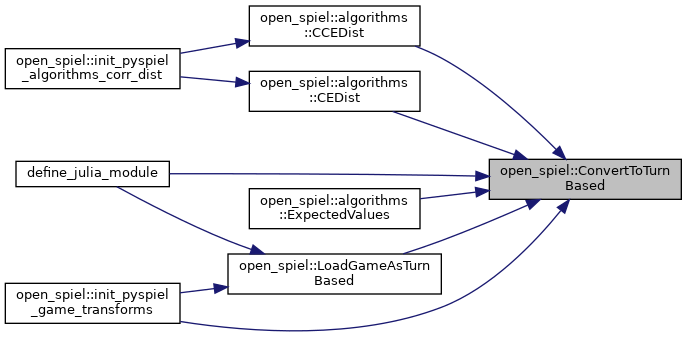 open_spiel::algorithms
::CCEDist
open_spiel::init_pyspiel
_algorithms_corr_dist
open_spiel::algorithms
::CEDist
define_julia_module
open_spiel::ConvertToTurn
Based
open_spiel::algorithms
::ExpectedValues
open_spiel::LoadGameAsTurn
Based
open_spiel::init_pyspiel
_game_transforms